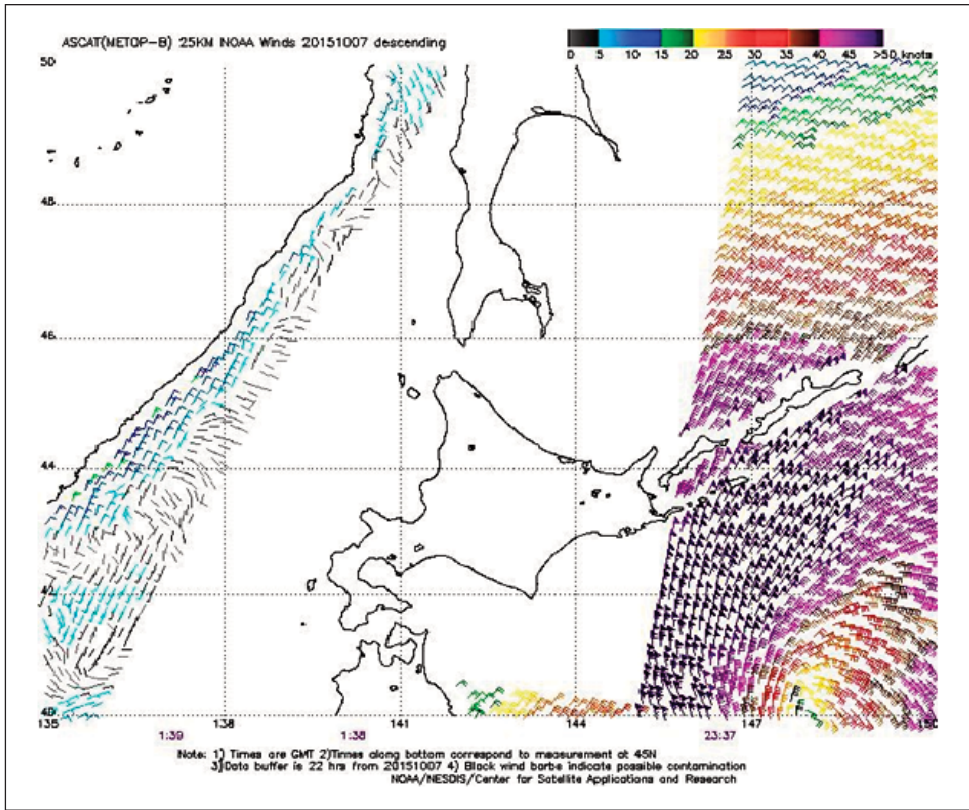 ASCAT(METOP-B) 25KM NOAA Winds 20151007 descending
0 5 10 15 20 25 30 35 40 45 >50 knots
50
48
46
44
42
40
135 138 141 144 147 150
1:39 1:38 23:37
Note: 1) Times are GMT 2)Times along bottom correspond to measurement at 45N
3)Data buffer is 22 hrs from 20151007 4) Black wind barbs indicate possible contamination
NOAA/NESDIS/Center for Satellite Applications and Research